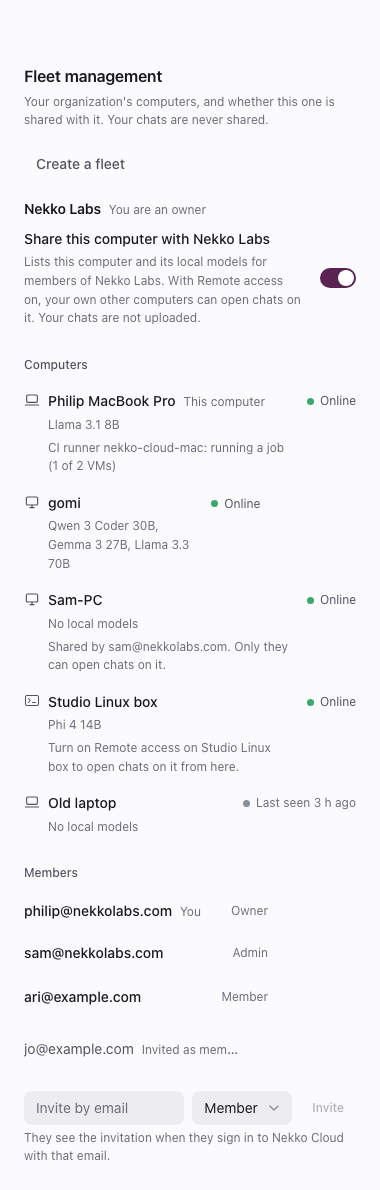 Fleet management
Your organization's computers, and whether this one is
shared with it. Your chats are never shared.
Create a fleet
Nekko Labs You are an owner
Share this computer with Nekko Labs
Lists this computer and its local models for
members of Nekko Labs. With Remote access
on, your own other computers can open chats on
it. Your chats are not uploaded.
Computers
Philip MacBook Pro This computer Online
Llama 3.1 8B
CI runner nekko-cloud-mac: running a job
(1 of 2 VMs)
gomi Online
Qwen 3 Coder 30B,
Gemma 3 27B, Llama 3.3
70B
Sam-PC Online
No local models
Shared by sam@nekkolabs.com. Only they
can open chats on it.
Studio Linux box Online
Phi 4 14B
Turn on Remote access on Studio Linux
box to open chats on it from here.
Old laptop Last seen 3 h ago
No local models
Members
philip@nekkolabs.com You Owner
sam@nekkolabs.com Admin
ari@example.com Member
jo@example.com Invited as mem...
Invite by email Member Invite
They see the invitation when they sign in to Nekko Cloud
with that email.